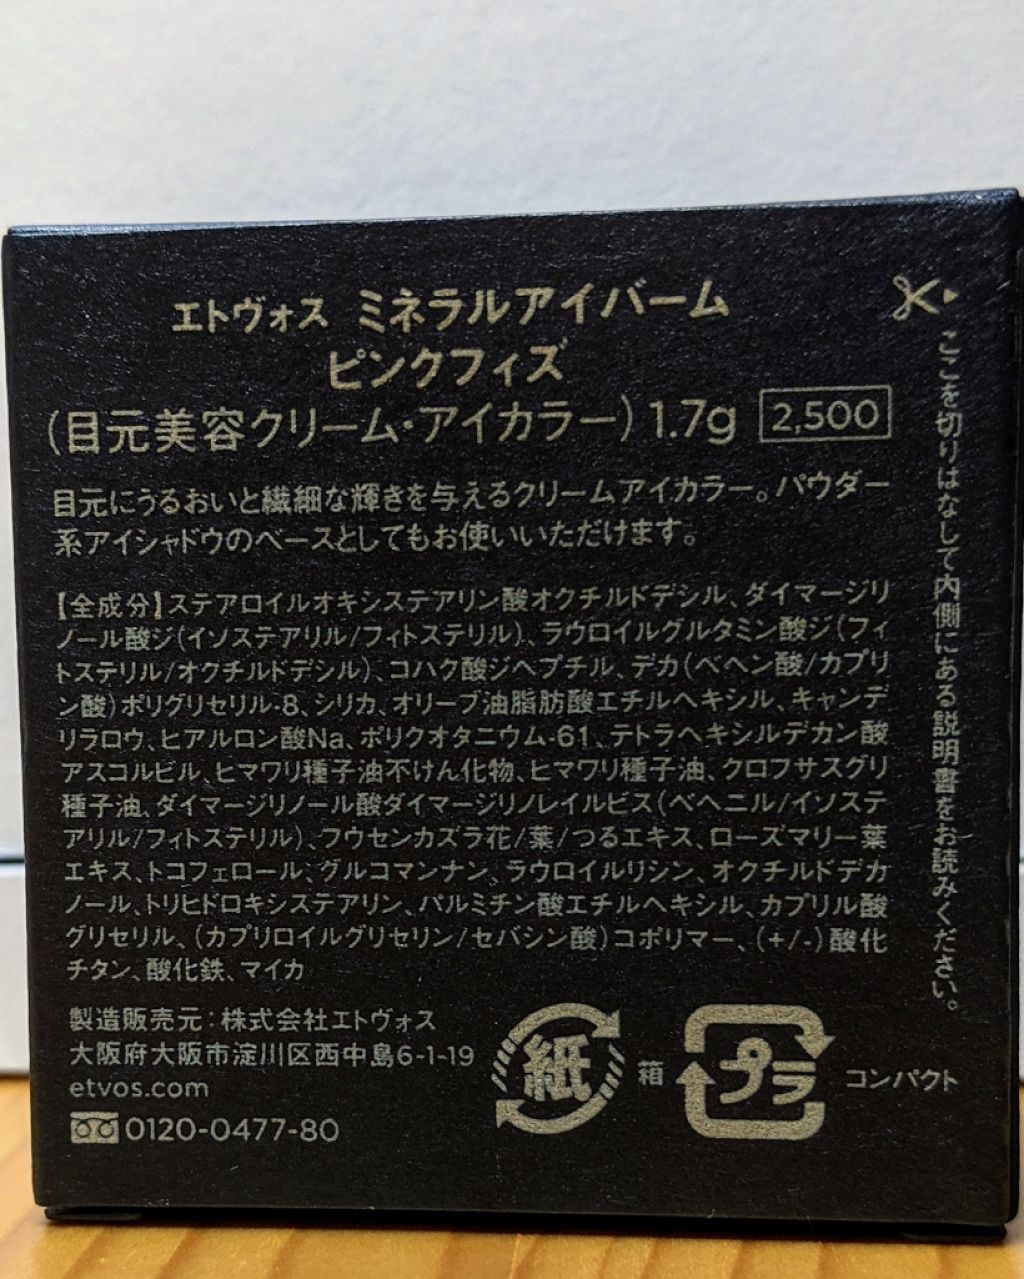 エトヴォス ミネラルアイバーム
ピンクフィズ
(目元美容クリーム・アイカラー) 1.7g 2,500
目元にうるおいと繊細な輝きを与えるクリームアイカラー。パウダー
系アイシャドウのベースとしてもお使いいただけます。
【全成分】ステアロイルオキシステアリン酸オクチルドデシル、ダイマージリ
ノール酸ジ(イソステアリル/フィトステリル)、ラウロイルグルタミン酸ジ(フィ
トステリル/オクチルドデシル)、コハク酸ジヘプチル、デカ(ベヘン酸/カプリ
ン酸)ポリグリセリル-8、シリカ、オリーブ油脂肪酸エチルヘキシル、キャンデ
リラロウ、ヒアルロン酸Na、ポリクオタニウム-61、テトラヘキシルデカン酸
アスコルビル、ヒマワリ種子油不けん化物、ヒマワリ種子油、クロフサスグリ
種子油、ダイマージリノール酸ダイマージリノレイルビス(ベヘニル/イソステ
アリル/フィトステリル)、フウセンカズラ花/葉/つるエキス、ローズマリー葉
エキス、トコフェロール、グルコマンナン、ラウロイルリシン、オクチルドデカ
ノール、トリヒドロキシステアリン、パルミチン酸エチルヘキシル、カプリル酸
グリセリル、(カプリロイルグリセリン/セバシン酸)コポリマー、(+/-)酸化
チタン、酸化鉄、マイカ
製造販売元:株式会社エトヴォス
大阪府大阪市淀川区西中島6-1-19
etvos.com
0120-0477-80
紙 箱 プラ コンパクト
ここを切りはなして内側にある説明書をお読みください。